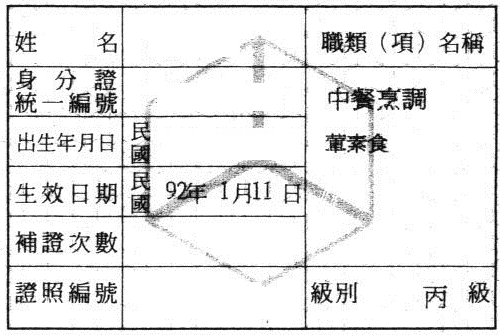 姓名 職類（項）名稱
身分證
統一編號 中餐烹調
出生年月日 民國 葷素食
生效日期 民國 92年 1月11日
補證次數
證照編號 級別 丙級